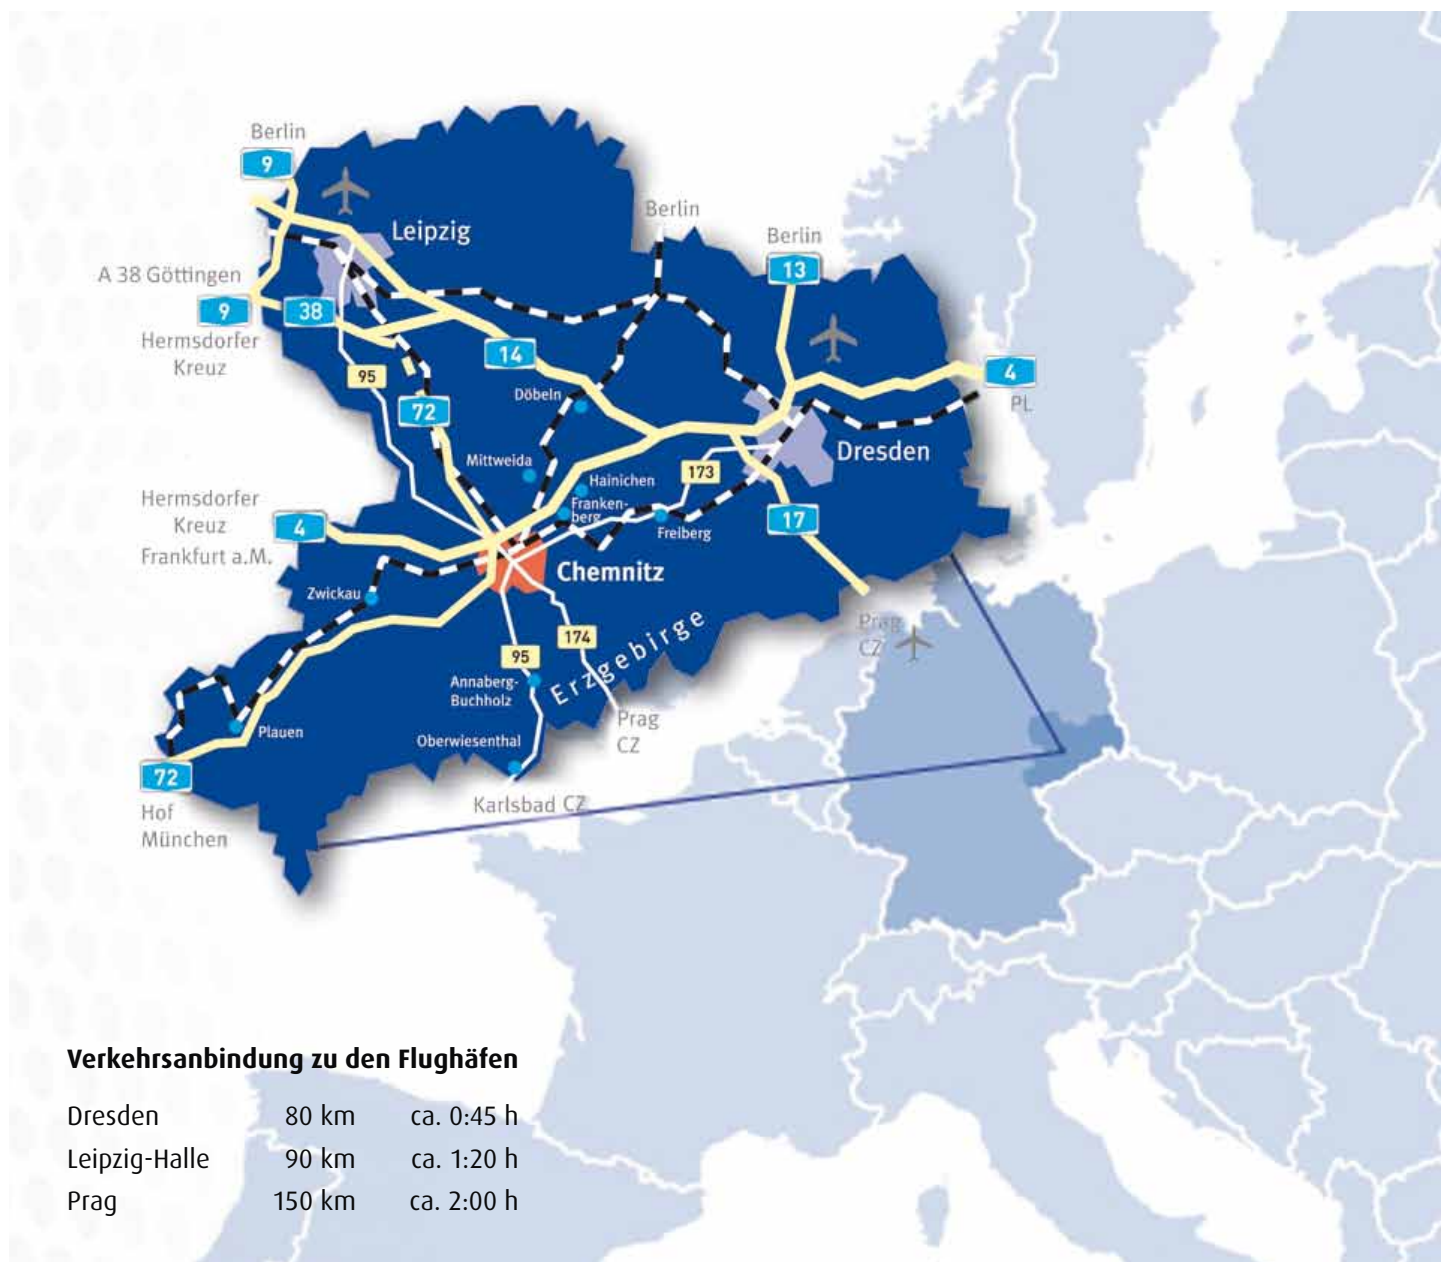 Berlin
9
Leipzig
Berlin
Berlin
13
A 38 Göttingen
9
38
Hermsdorfer
Kreuz
14
95
72
4
PL
Döbeln
Dresden
Mittweida
173
Hainichen
Franken-
berg
Freiberg
17
Hermsdorfer
Kreuz
4
Frankfurt a.M.
Chemnitz
Zwickau
Prag
CZ
174
95
Erzgebirge
Annaberg-
Buchholz
Plauen
Prag
CZ
Oberwiesenthal
72
Karlsbad CZ
Hof
München
Verkehrsanbindung zu den Flughäfen
Dresden 80 km ca. 0:45 h
Leipzig-Halle 90 km ca. 1:20 h
Prag 150 km ca. 2:00 h